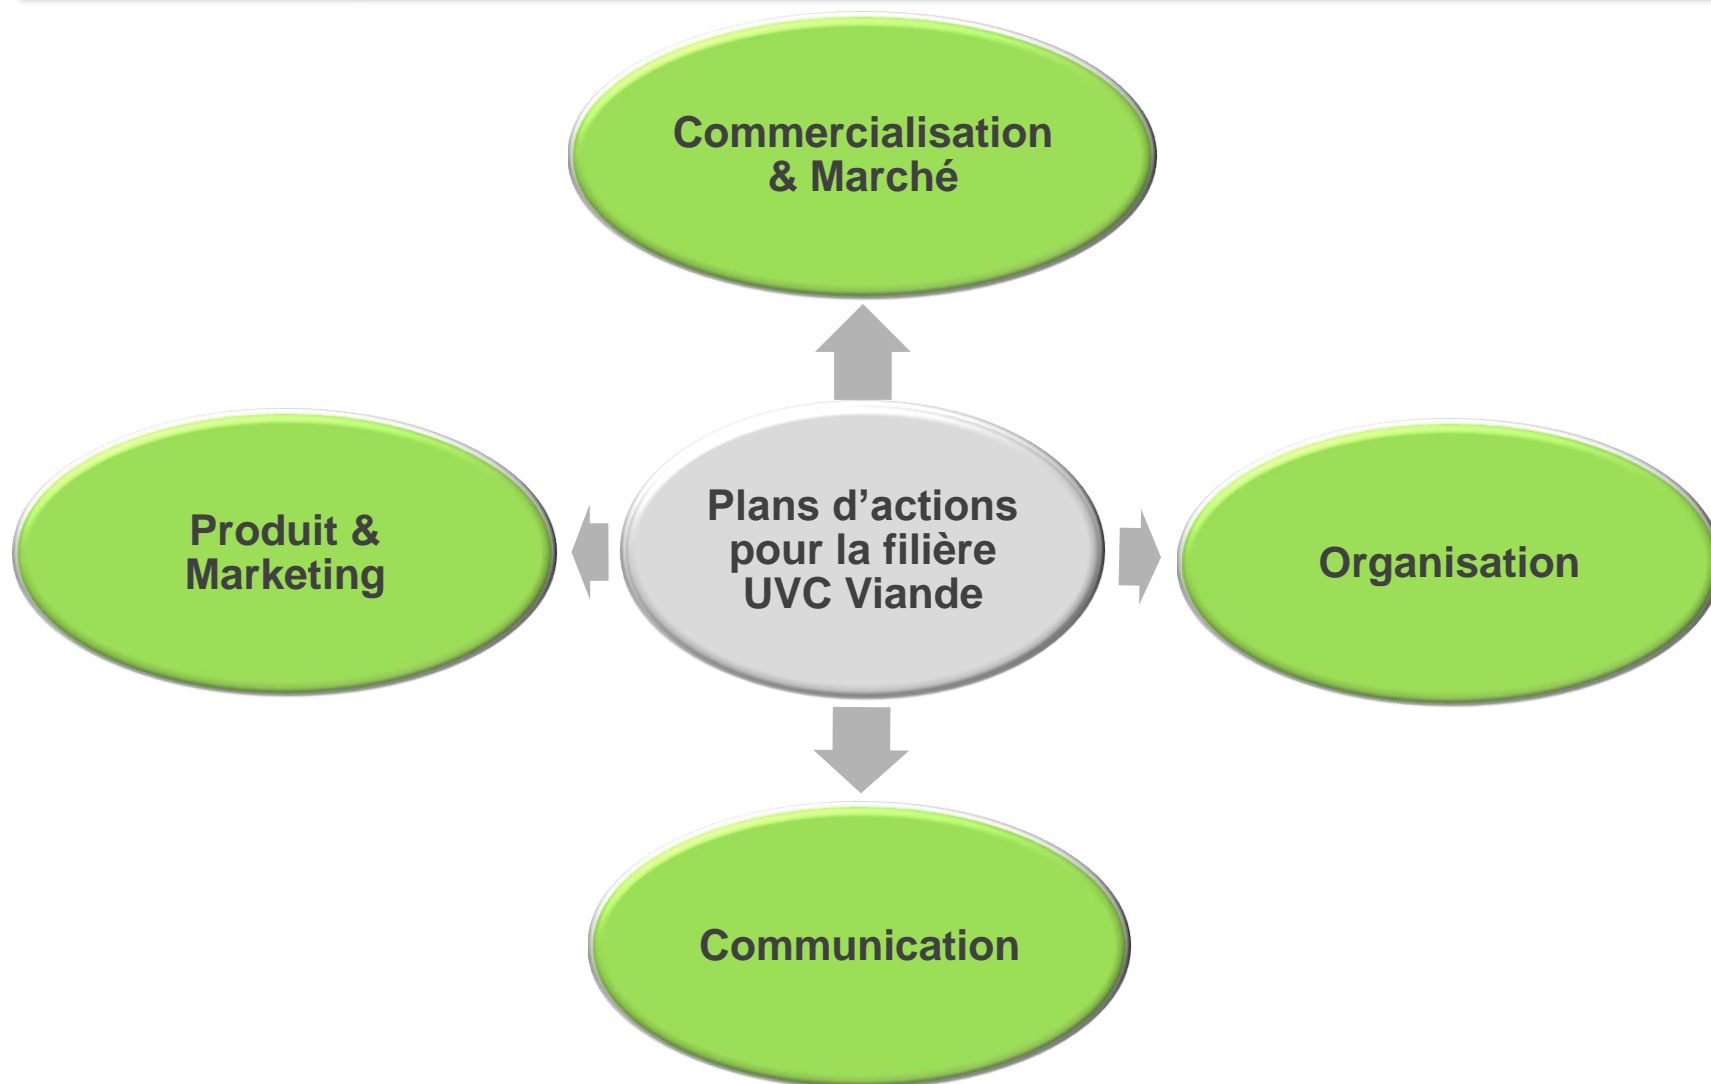 Commercialisation
& Marché
Produit &
Marketing
Plans d’actions
pour la filière
UVC Viande
Organisation
Communication